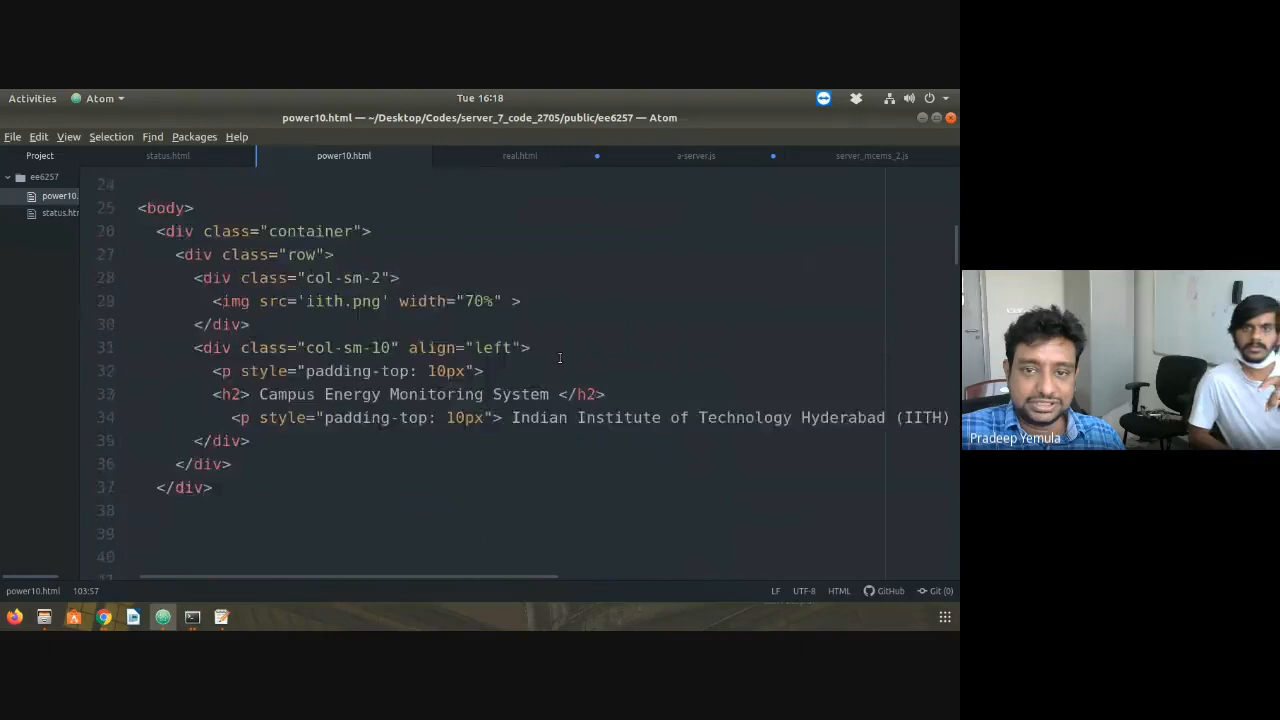 Activities Atom Tue 16:18
power10.html — ~/Desktop/Codes/server_7_code_2705/public/ee6257 — Atom
File Edit View Selection Find Packages Help
Project status.html power10.html real.html a-server.js server_mcems_2.js
ee6257
power10.
status.htr
24
25 <body>
26 <div class="container">
27 <div class="row">
28 <div class="col-sm-2">
29 <img src='iith.png' width="70%" >
30 </div>
31 <div class="col-sm-10" align="left">
32 <p style="padding-top: 10px">
33 <h2> Campus Energy Monitoring System </h2>
34 <p style="padding-top: 10px"> Indian Institute of Technology Hyderabad (IITH)
35 </div>
36 </div>
37 </div>
38
39
40
power10.html 103:57 LF UTF-8 HTML GitHub Git (0)
Pradeep Yemula